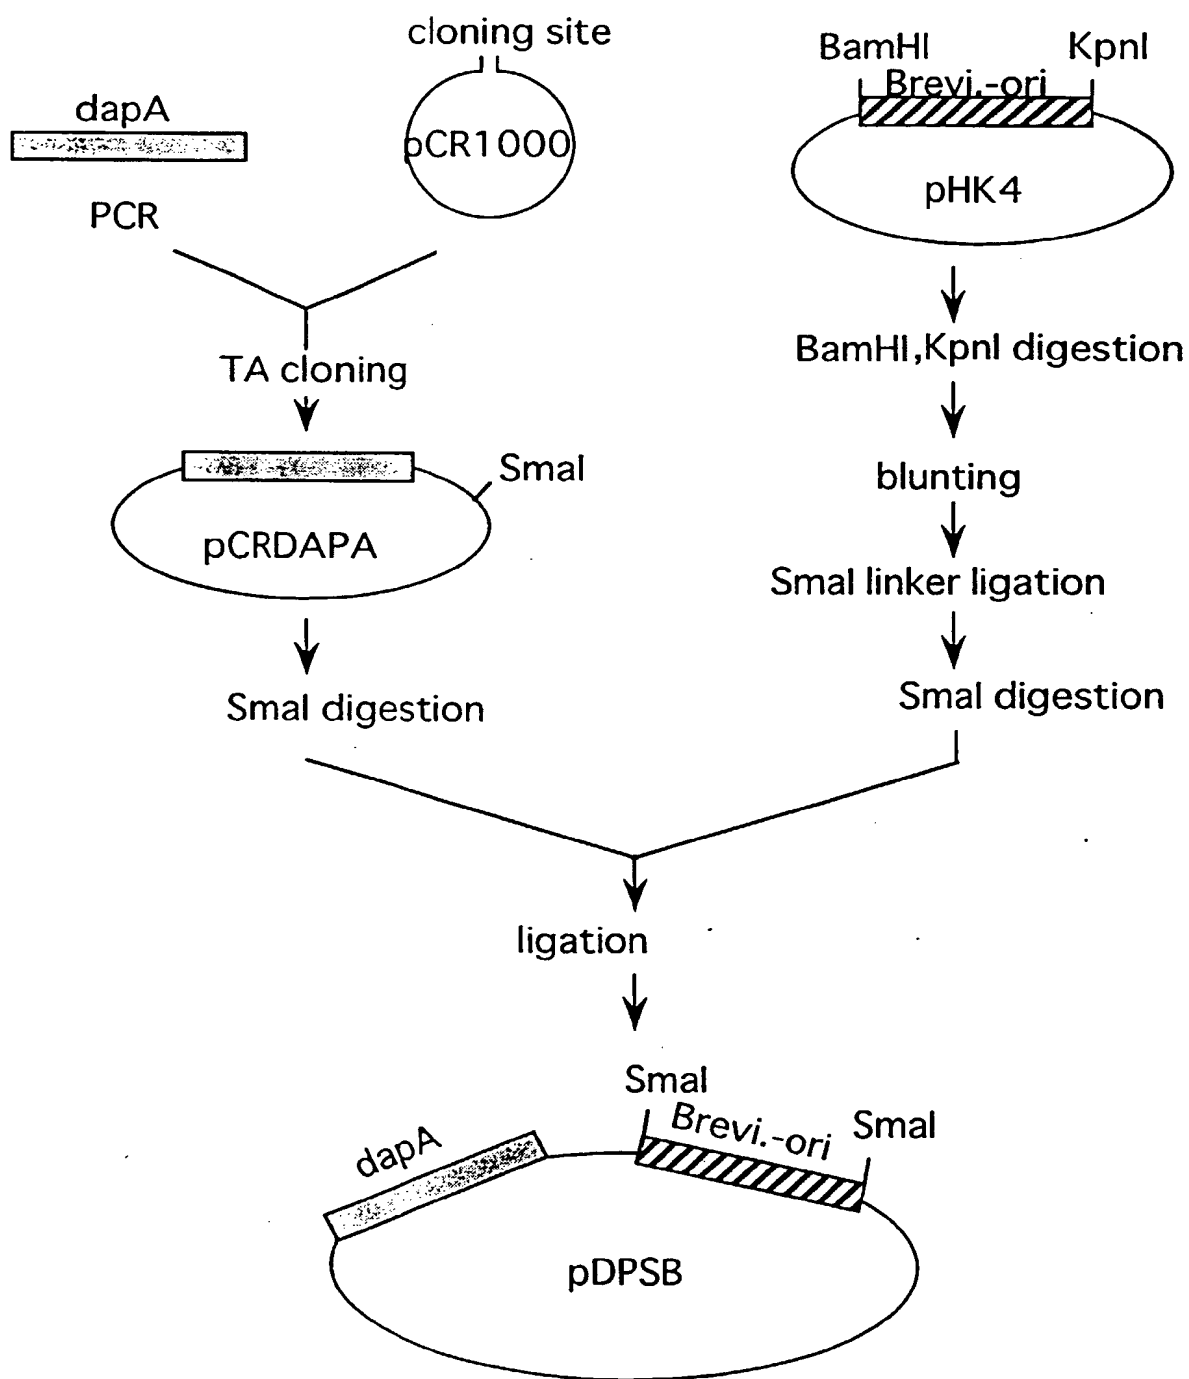 cloning site
dapA
pCR1000
PCR
BamHI
KpnI
Brevi.-ori
pHK4
TA cloning
SmaI
pCRDAPA
SmaI digestion
BamHI,KpnI digestion
blunting
SmaI linker ligation
SmaI digestion
ligation
SmaI
Brevi.-ori
SmaI
dapA
pDPSB